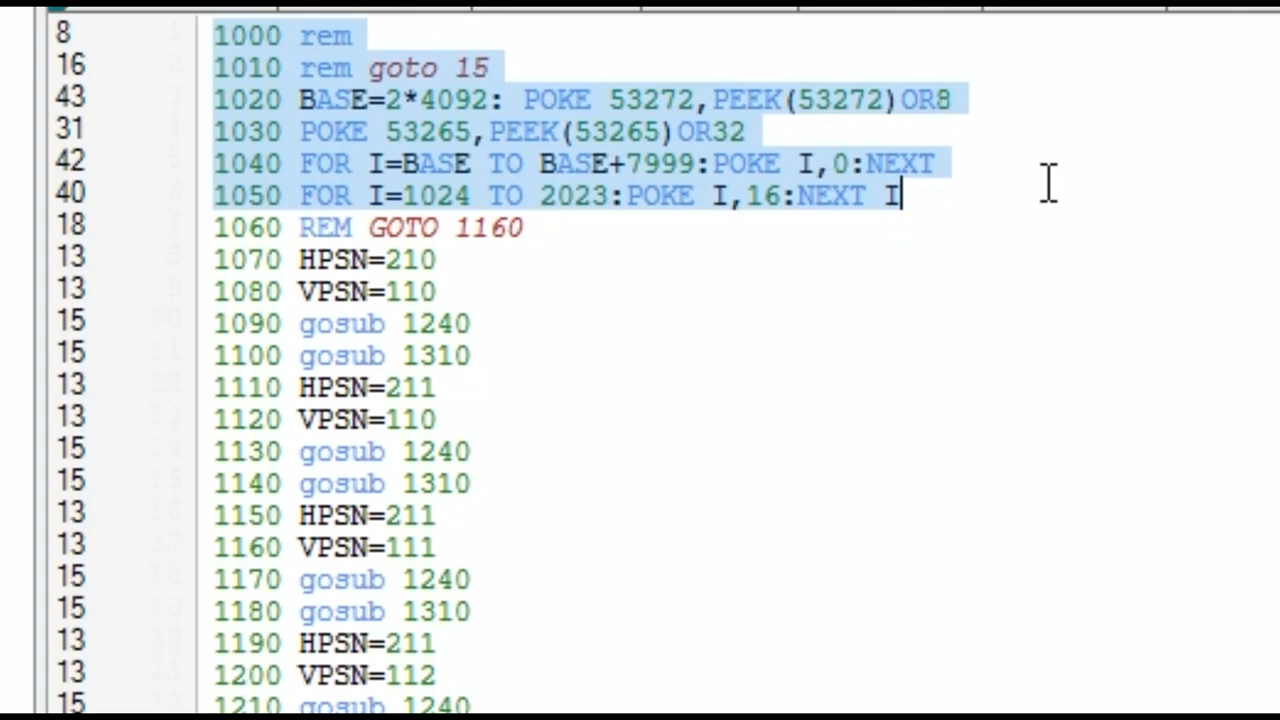 8 1000 rem
16 1010 rem goto 15
43 1020 BASE=2*4092: POKE 53272,PEEK(53272)OR8
31 1030 POKE 53265,PEEK(53265)OR32
42 1040 FOR I=BASE TO BASE+7999:POKE I,0:NEXT
40 1050 FOR I=1024 TO 2023:POKE I,16:NEXT I
18 1060 REM GOTO 1160
13 1070 HPSN=210
13 1080 VPSN=110
15 1090 gosub 1240
15 1100 gosub 1310
13 1110 HPSN=211
13 1120 VPSN=110
15 1130 gosub 1240
15 1140 gosub 1310
13 1150 HPSN=211
13 1160 VPSN=111
15 1170 gosub 1240
15 1180 gosub 1310
13 1190 HPSN=211
13 1200 VPSN=112
15 1210 gosub 1240